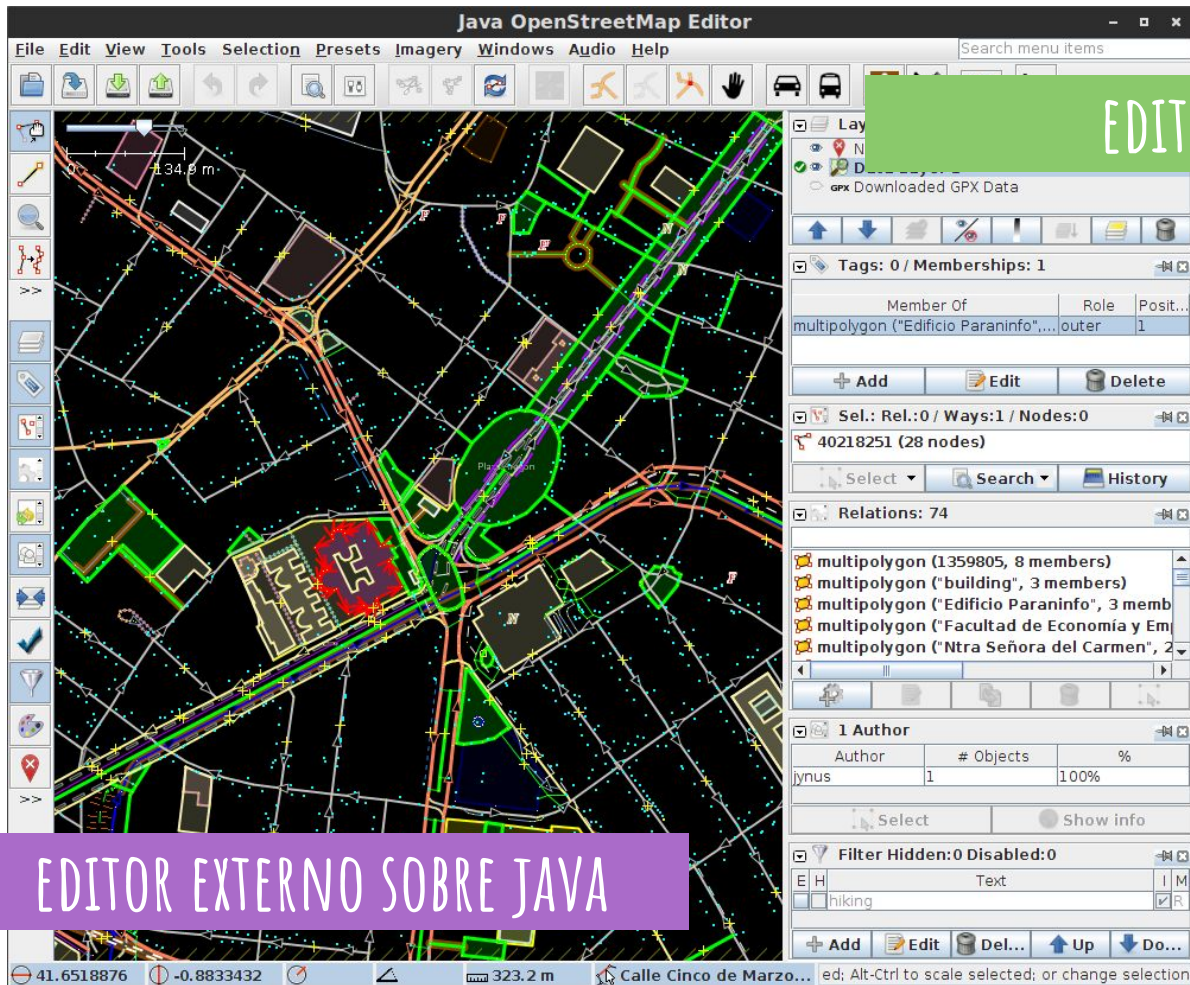 Java OpenStreetMap Editor
File Edit View Tools Selection Presets Imagery Windows Audio Help
Search menu items
EDIT
Lay
N
GPX Downloaded GPX Data
0 134.9 m
>>
Tags: 0 / Memberships: 1
Member Of Role Posit...
multipolygon ("Edificio Paraninfo",... outer 1
Add Edit Delete
Sel.: Rel.:0 / Ways:1 / Nodes:0
40218251 (28 nodes)
Select Search History
Relations: 74
multipolygon (1359805, 8 members)
multipolygon ("building", 3 members)
multipolygon ("Edificio Paraninfo", 3 memb
multipolygon ("Facultad de Economía y Em
multipolygon ("Ntra Señora del Carmen", 2
1 Author
Author # Objects %
jynus 1 100%
Select Show info
Filter Hidden:0 Disabled:0
E H Text I M
hiking R
Add Edit Del... Up Do...
>>
EDITOR EXTERNO SOBRE JAVA
41.6518876 -0.8833432 323.2 m Calle Cinco de Marzo... ed; Alt-Ctrl to scale selected; or change selection